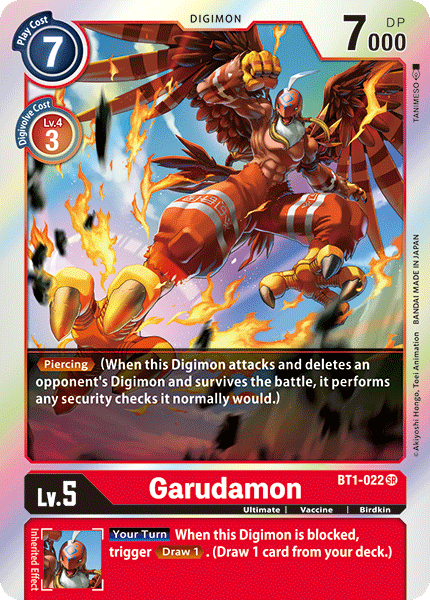 Play Cost
7
DIGIMON
DP
7000
Digivolve Cost
Lv.4
3
TANIMESO
© Akiyoshi Hongo, Toei Animation BANDAI MADE IN JAPAN
Piercing (When this Digimon attacks and deletes an
opponent's Digimon and survives the battle, it performs
any security checks it normally would.)
BT1-022 SR
Lv.5
Garudamon
Ultimate | Vaccine | Birdkin
Inherited Effect
Your Turn When this Digimon is blocked,
trigger Draw 1. (Draw 1 card from your deck.)